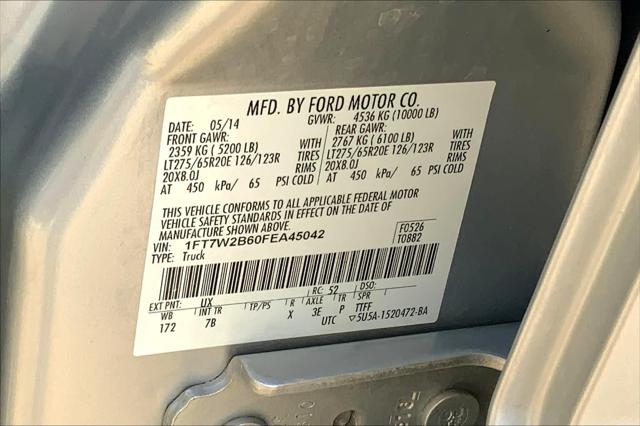 MFD. BY FORD MOTOR CO.
DATE: 05/14 GVWR: 4536 KG (10000 LB)
FRONT GAWR: REAR GAWR:
2359 KG ( 5200 LB) WITH 2767 KG ( 6100 LB) WITH
LT275/65R20E 126/123R TIRES LT275/65R20E 126/123R TIRES
20X8.0J RIMS 20X8.0J RIMS
AT 450 kPa/ 65 PSI COLD AT 450 kPa/ 65 PSI COLD
THIS VEHICLE CONFORMS TO ALL APPLICABLE FEDERAL MOTOR
VEHICLE SAFETY STANDARDS IN EFFECT ON THE DATE OF
MANUFACTURE SHOWN ABOVE.
VIN: 1FT7W2B60FEA45042 F0526
TYPE: Truck T0882
EXT PNT: UX RC: 52 DSO:
WB INT TR TP/PS R AXLE TR SPR
172 7B X 3E P TTFF
UTC ▽5U5A-1520472-BA